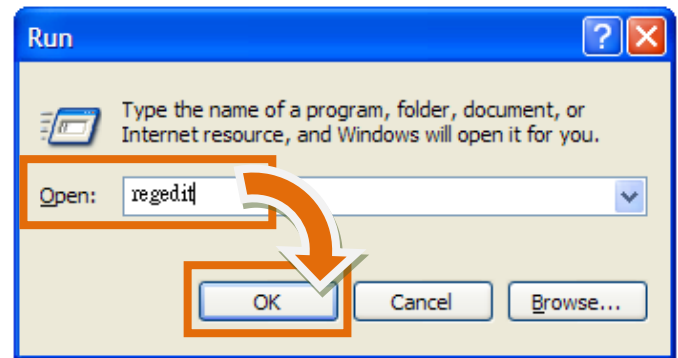 Run
Type the name of a program, folder, document, or
Internet resource, and Windows will open it for you.
Open: regedit
OK Cancel Browse...